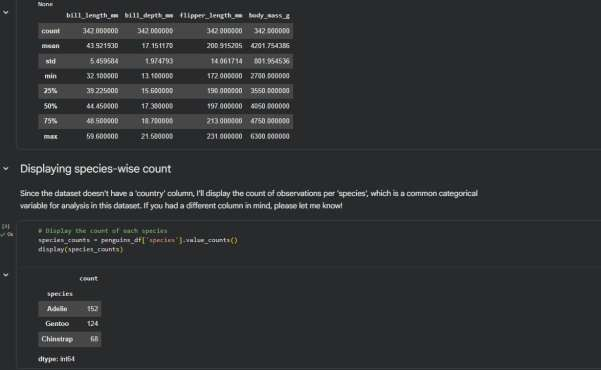 None
bill_length_mm bill_depth_mm flipper_length_mm body_mass_g
count 342.000000 342.000000 342.000000 342.000000
mean 43.921930 17.151170 200.915205 4201.754386
std 5.459584 1.974793 14.061714 801.954536
min 32.100000 13.100000 172.000000 2700.000000
25% 39.225000 15.600000 190.000000 3550.000000
50% 44.450000 17.300000 197.000000 4050.000000
75% 48.500000 18.700000 213.000000 4750.000000
max 59.600000 21.500000 231.000000 6300.000000
Displaying species-wise count
Since the dataset doesn't have a 'country' column, I'll display the count of observations per 'species', which is a common categorical
variable for analysis in this dataset. If you had a different column in mind, please let me know!
# Display the count of each species
species_counts = penguins_df['species'].value_counts()
display(species_counts)
count
species
Adelie 152
Gentoo 124
Chinstrap 68
dtype: int64